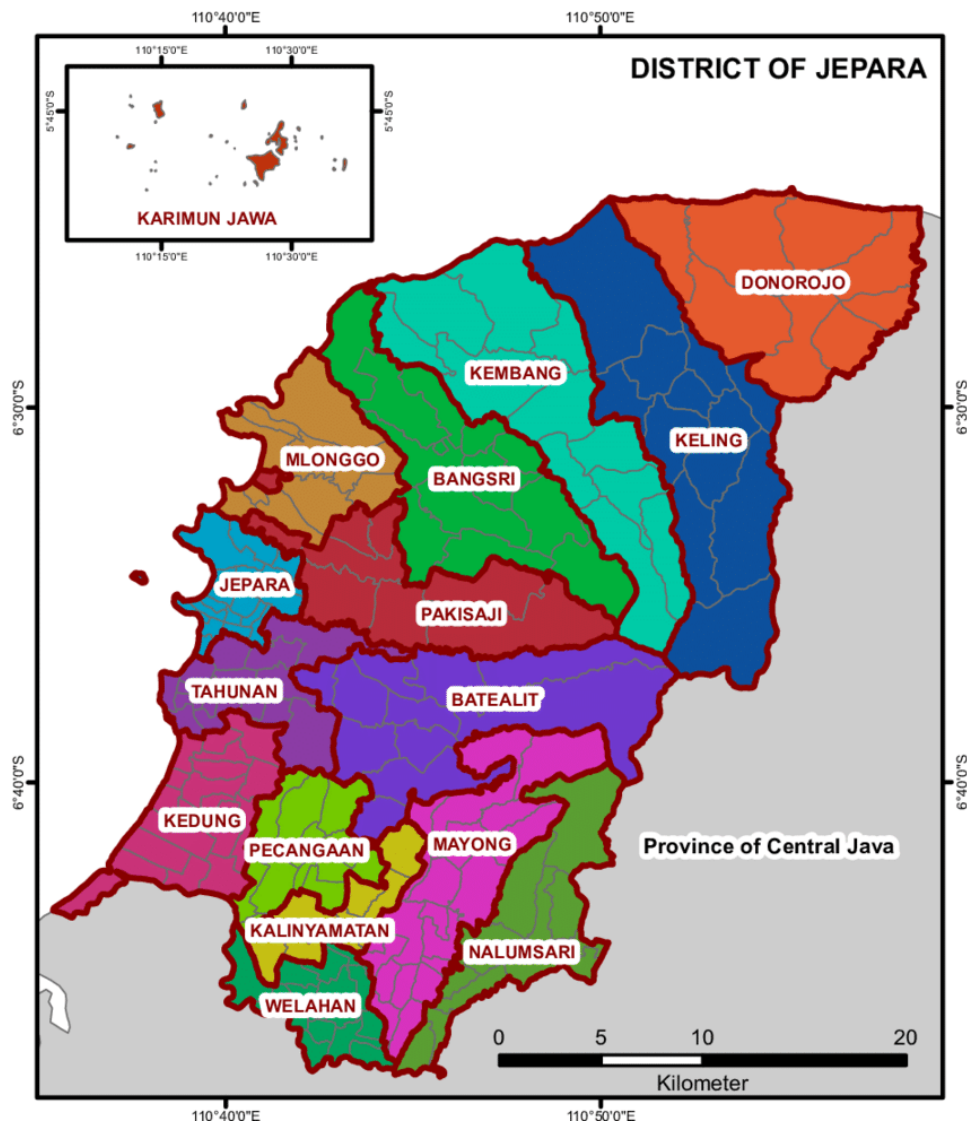 110°40'0"E
110°50'0"E
DISTRICT OF JEPARA
110°15'0"E
110°30'0"E
5°45'0"S
5°45'0"S
KARIMUN JAWA
110°15'0"E
110°30'0"E
DONOROJO
KEMBANG
6°30'0"S
6°30'0"S
KELING
MLONGGO
BANGSRI
JEPARA
PAKISAJI
TAHUNAN
BATEALIT
6°40'0"S
6°40'0"S
KEDUNG
PECANGAAN
MAYONG
Province of Central Java
KALINYAMATAN
NALUMSARI
WELAHAN
0
5
10
20
Kilometer
110°40'0"E
110°50'0"E